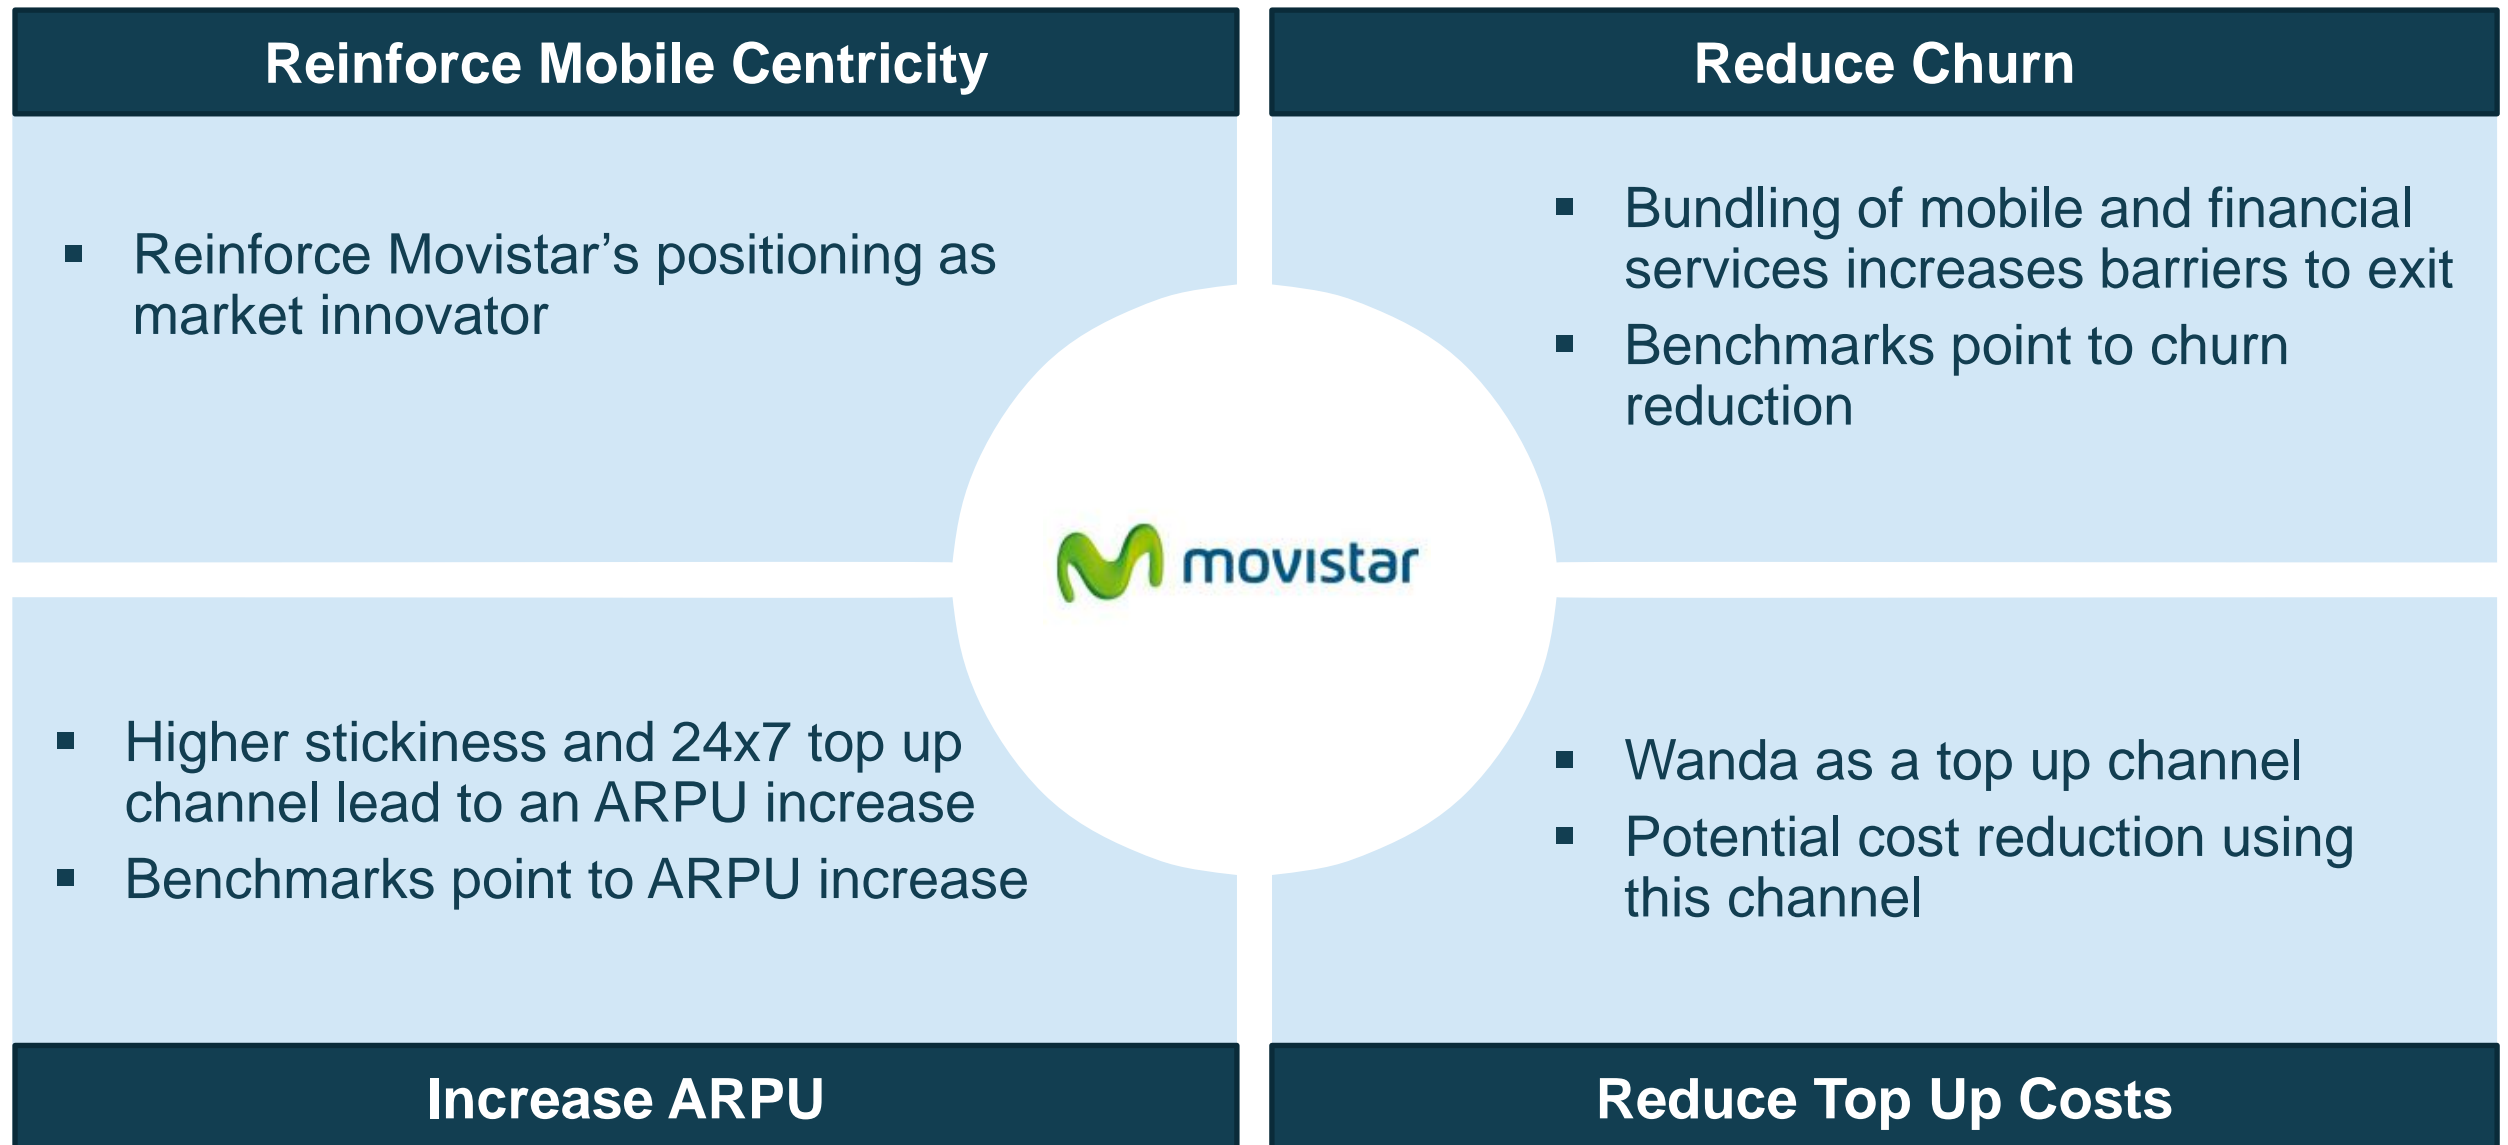 Reinforce Mobile Centricity
Reduce Churn
▪ Reinforce Movistar’s positioning as
market innovator
▪ Bundling of mobile and financial
services increases barriers to exit
▪ Benchmarks point to churn
reduction
movistar
▪ Higher stickiness and 24x7 top up
channel lead to an ARPU increase
▪ Benchmarks point to ARPU increase
▪ Wanda as a top up channel
▪ Potential cost reduction using
this channel
Increase ARPU
Reduce Top Up Costs